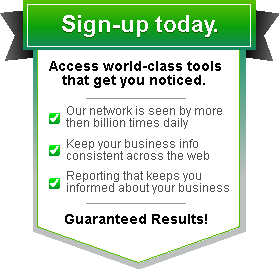 Sign-up today.
Access world-class tools
that get you noticed.
Our network is seen by more
then billion times daily
Keep your business info
consistent across the web
Reporting that keeps you
informed about your business
Guaranteed Results!